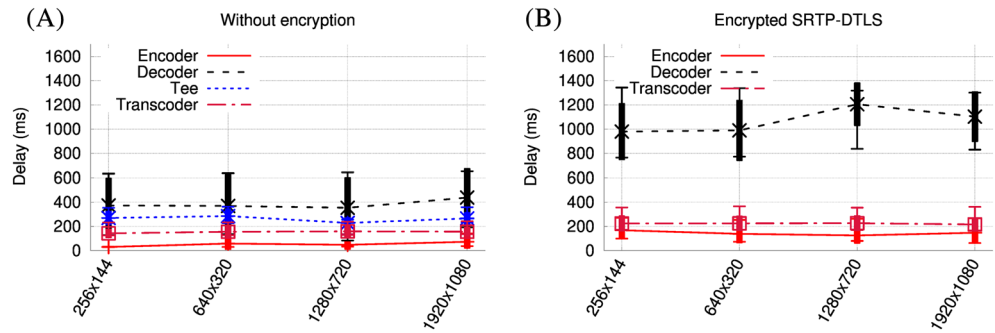 (A)
Without encryption
Encoder
Decoder
Tee
Transcoder
Delay (ms)
1600
1400
1200
1000
800
600
400
200
0
256x144
640x320
1280x720
1920x1080
(B)
Encrypted SRTP-DTLS
Encoder
Decoder
Transcoder
Delay (ms)
1600
1400
1200
1000
800
600
400
200
0
256x144
640x320
1280x720
1920x1080